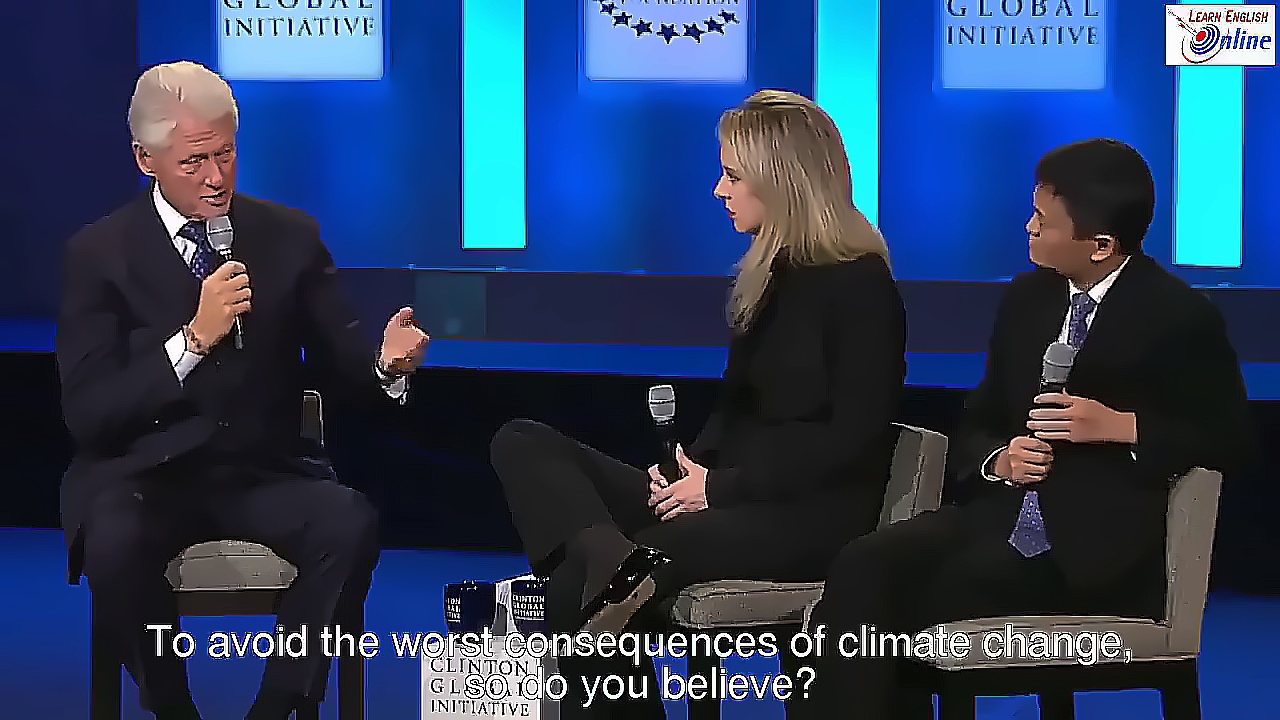 GLOBAL
INITIATIVE
GLOBAL
INITIATIVE
LEARN ENGLISH
Online
CLINTON
GLOBAL
INITIATIVE
To avoid the worst consequences of climate change,
so do you believe?
CLINTON
INITIATIVE